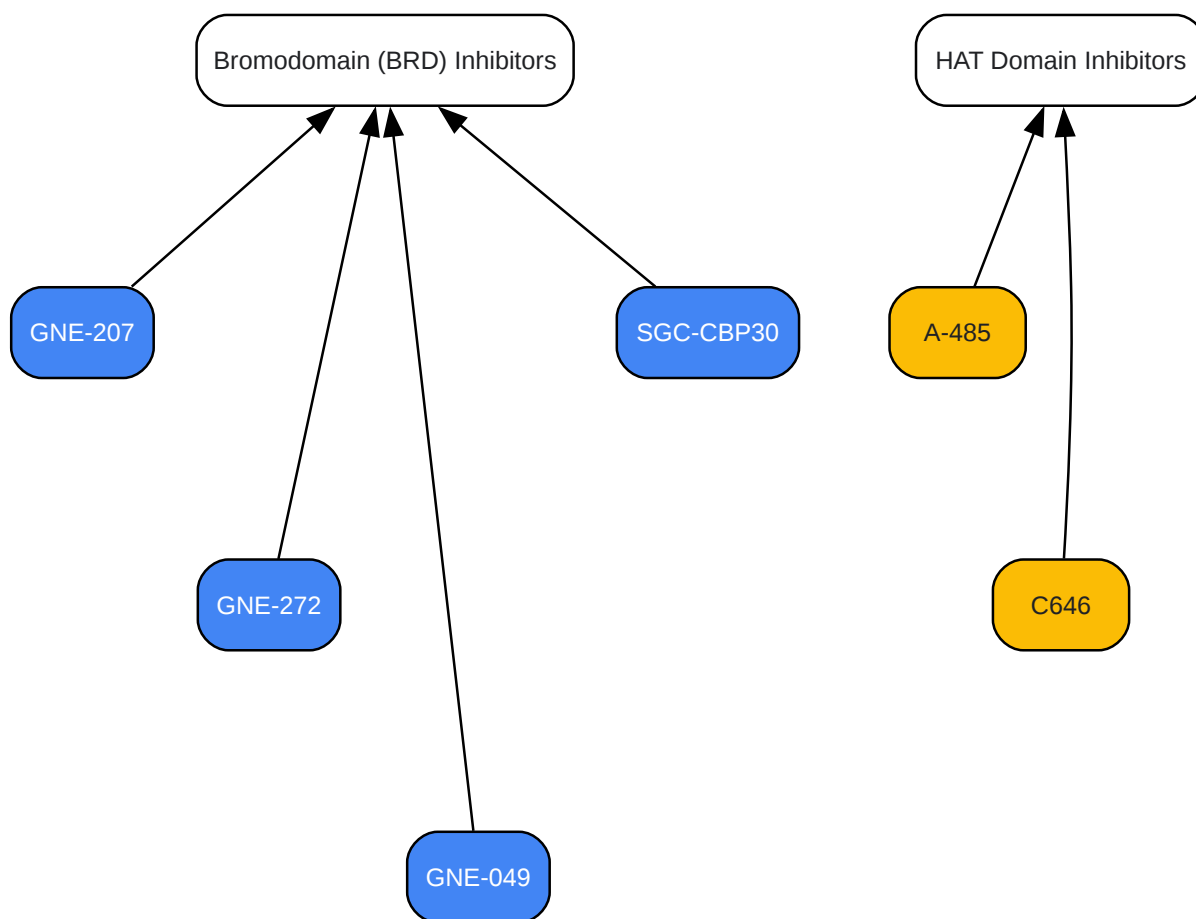 Bromodomain (BRD) Inhibitors
HAT Domain Inhibitors
GNE-207
SGC-CBP30
A-485
GNE-272
C646
GNE-049